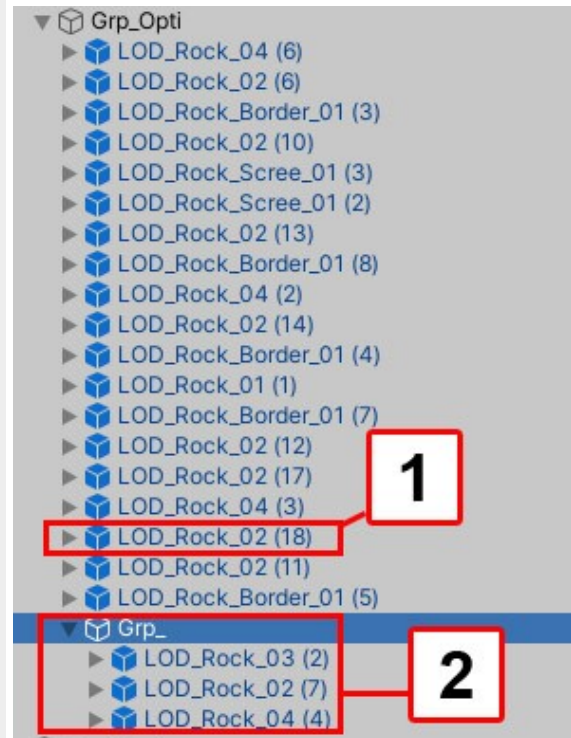 Grp_Opti
LOD_Rock_04 (6)
LOD_Rock_02 (6)
LOD_Rock_Border_01 (3)
LOD_Rock_02 (10)
LOD_Rock_Scree_01 (3)
LOD_Rock_Scree_01 (2)
LOD_Rock_02 (13)
LOD_Rock_Border_01 (8)
LOD_Rock_04 (2)
LOD_Rock_02 (14)
LOD_Rock_Border_01 (4)
LOD_Rock_01 (1)
LOD_Rock_Border_01 (7)
LOD_Rock_02 (12)
LOD_Rock_02 (17)
1
LOD_Rock_04 (3)
LOD_Rock_02 (18)
LOD_Rock_02 (11)
LOD_Rock_Border_01 (5)
Grp_
LOD_Rock_03 (2)
2
LOD_Rock_02 (7)
LOD_Rock_04 (4)